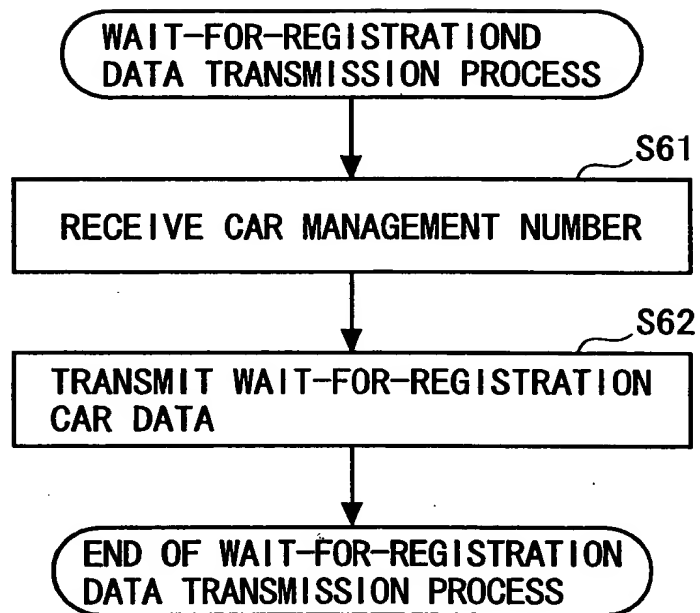 WAIT-FOR-REGISTRATIOND
DATA TRANSMISSION PROCESS
S61
RECEIVE CAR MANAGEMENT NUMBER
S62
TRANSMIT WAIT-FOR-REGISTRATION
CAR DATA
END OF WAIT-FOR-REGISTRATION
DATA TRANSMISSION PROCESS